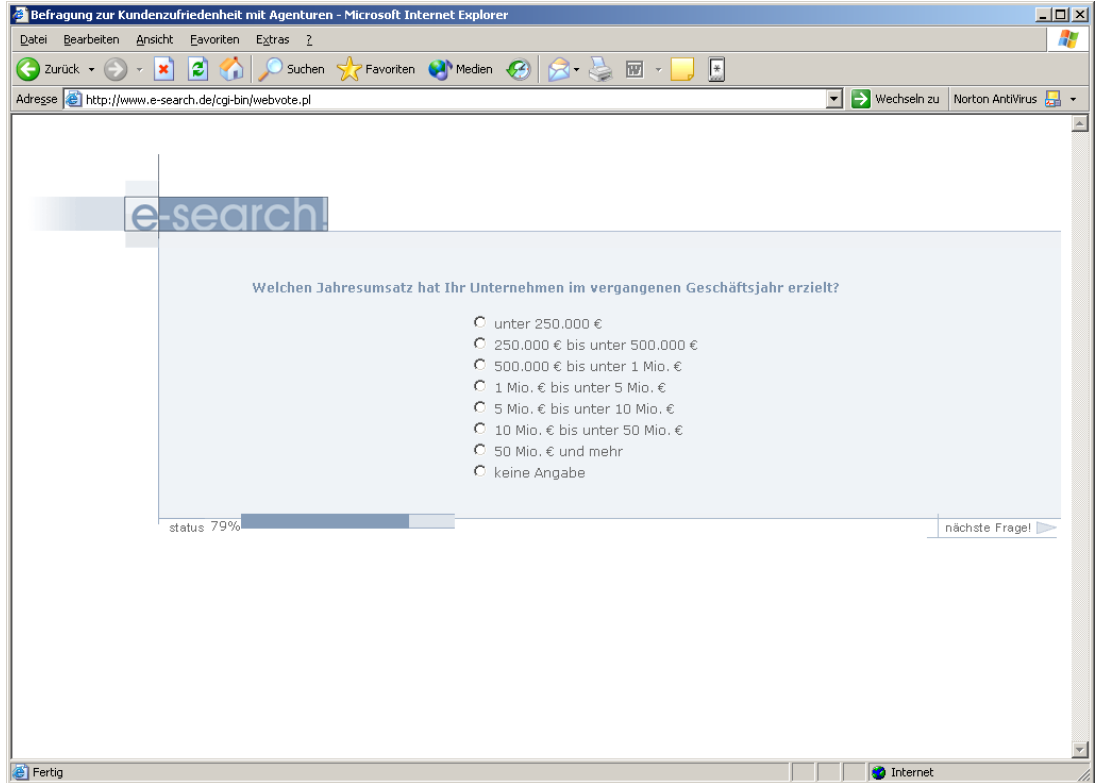 Befragung zur Kundenzufriedenheit mit Agenturen - Microsoft Internet Explorer
Datei Bearbeiten Ansicht Favoriten Extras ?
Zurück Suchen Favoriten Medien
Adresse http://www.e-search.de/cgi-bin/webvote.pl Wechseln zu Norton AntiVirus
e-search!
Welchen Jahresumsatz hat Ihr Unternehmen im vergangenen Geschäftsjahr erzielt?
unter 250.000 €
250.000 € bis unter 500.000 €
500.000 € bis unter 1 Mio. €
1 Mio. € bis unter 5 Mio. €
5 Mio. € bis unter 10 Mio. €
10 Mio. € bis unter 50 Mio. €
50 Mio. € und mehr
keine Angabe
status 79% nächste Frage!
Fertig Internet